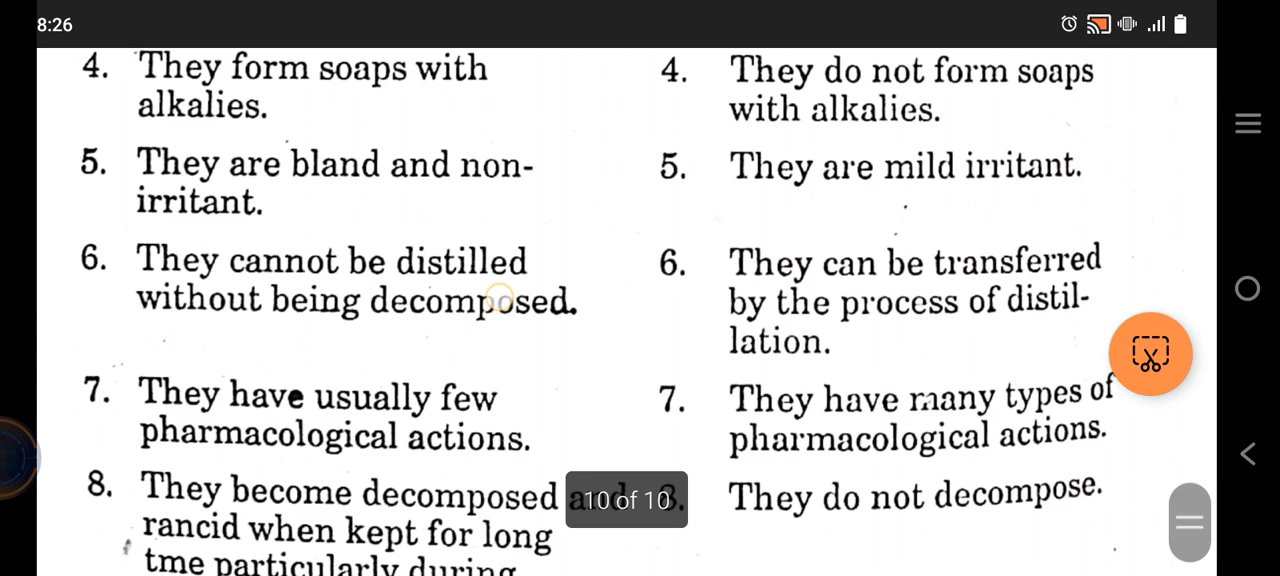 8:26
4. They form soaps with
alkalies.
5. They are bland and non-
irritant.
6. They cannot be distilled
without being decomposed.
7. They have usually few
pharmacological actions.
8. They become decomposed and
rancid when kept for long
tme particularly during
4. They do not form soaps
with alkalies.
5. They are mild irritant.
6. They can be transferred
by the process of distil-
lation.
7. They have many types of
pharmacological actions.
8. They do not decompose.
10 of 10